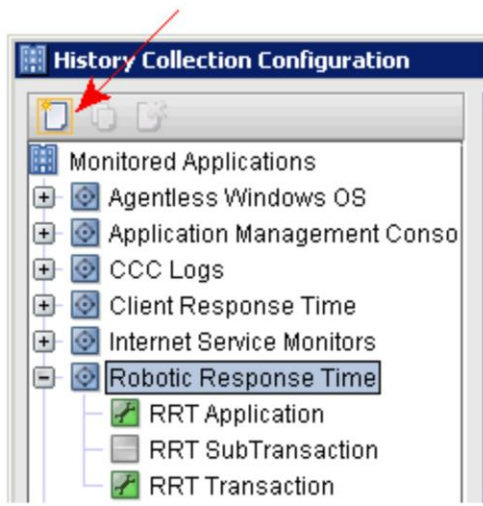 History Collection Configuration
Monitored Applications
Agentless Windows OS
Application Management Conso
CCC Logs
Client Response Time
Internet Service Monitors
Robotic Response Time
RRT Application
RRT SubTransaction
RRT Transaction